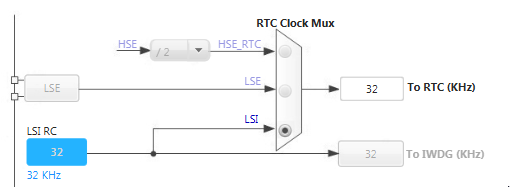 RTC Clock Mux
HSE
/ 2
HSE_RTC
LSE
LSE
32
To RTC (KHz)
LSI RC
LSI
32
32
To IWDG (KHz)
32 KHz